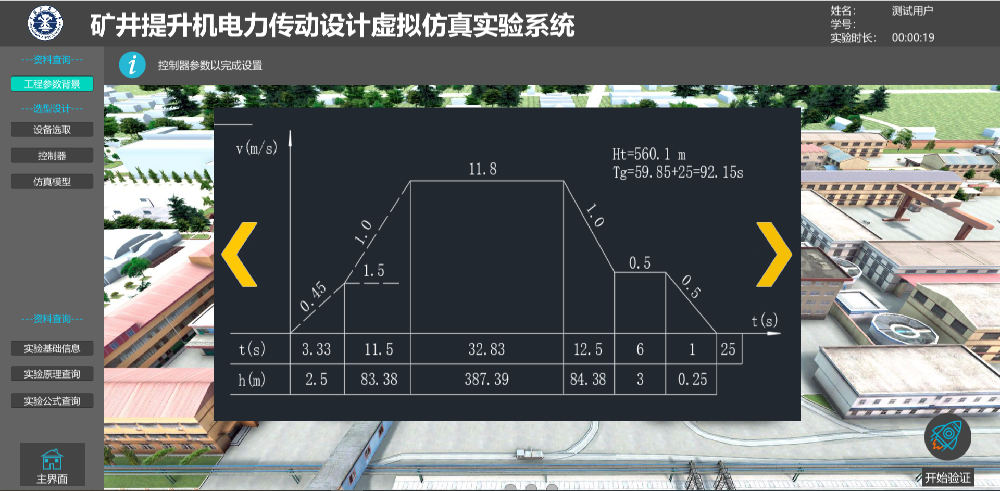 矿井提升机电力传动设计虚拟仿真实验系统
姓名： 测试用户
学号：
实验时长： 00:00:19
---资料查询---
工程参数背景
---选型设计---
设备选取
控制器
仿真模型
---资料查询---
实验基础信息
实验原理查询
实验公式查询
主界面
i 控制器参数以完成设置
v(m/s)
11.8
Ht=560.1 m
Tg=59.85+25=92.15s
1.0
1.0
1.5
0.45
0.5
0.5
t(s)
t(s) 3.33 11.5 32.83 12.5 6 1 25
h(m) 2.5 83.38 387.39 84.38 3 0.25
开始验证